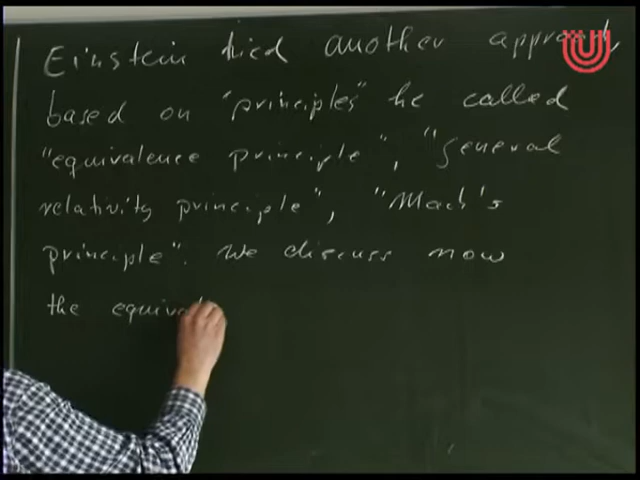 Einstein tried another approach,
based on "principles" he called
"equivalence principle", "general
relativity principle", "Mach's
principle". We discuss now
the equival